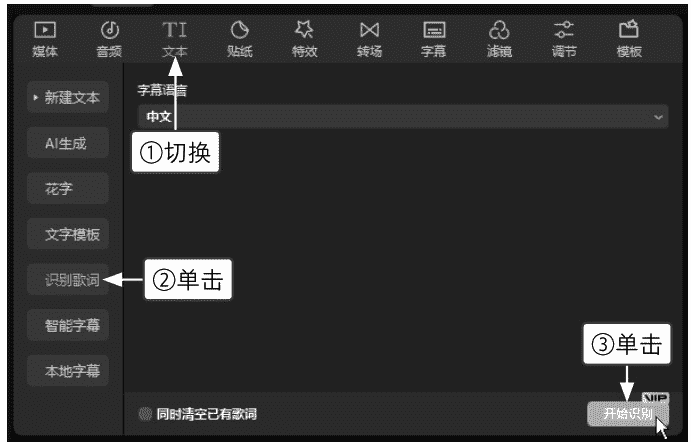 媒体 音频 TI 文本 贴纸 特效 转场 字幕 滤镜 调节 模板
新建文本
字幕语言
中文
AI生成
①切换
花字
文字模板
识别歌词
②单击
智能字幕
③单击
本地字幕
VIP
同时清空已有歌词
开始识别